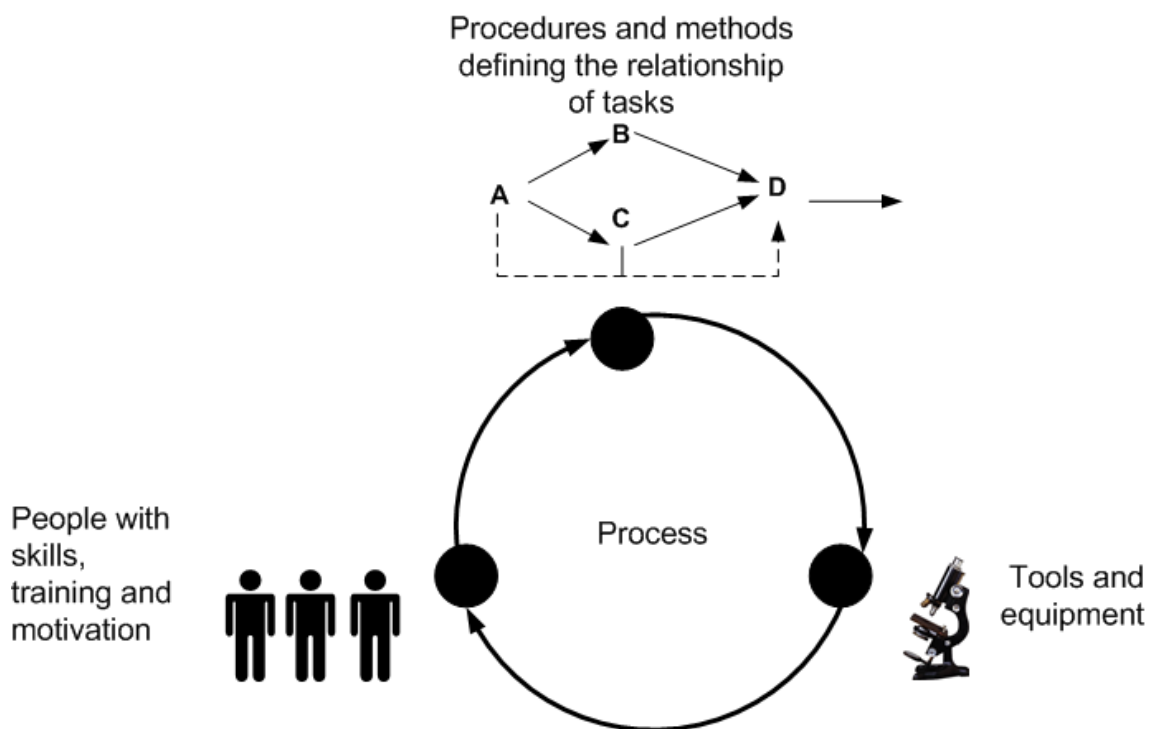 Procedures and methods
defining the relationship
of tasks
B
A
D
C
Process
People with
skills,
training and
motivation
Tools and
equipment